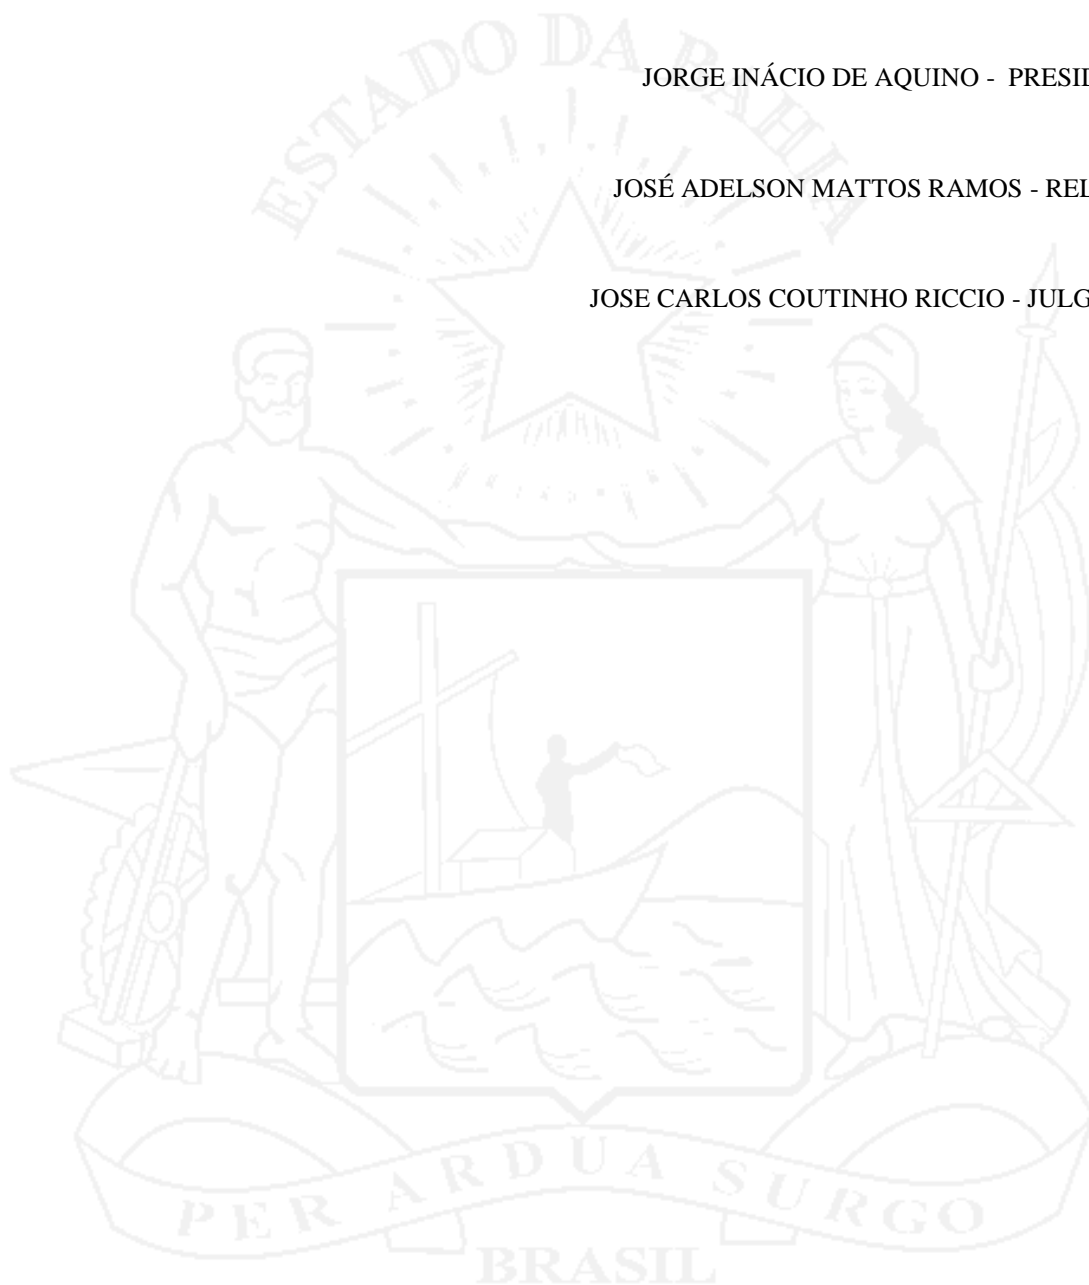 ESTADO DA BAHIA
JORGE INÁCIO DE AQUINO - PRESI
JOSÉ ADELSON MATTOS RAMOS - REL
JOSE CARLOS COUTINHO RICCIO - JULG
PER ARDUA SURGO
BRASIL